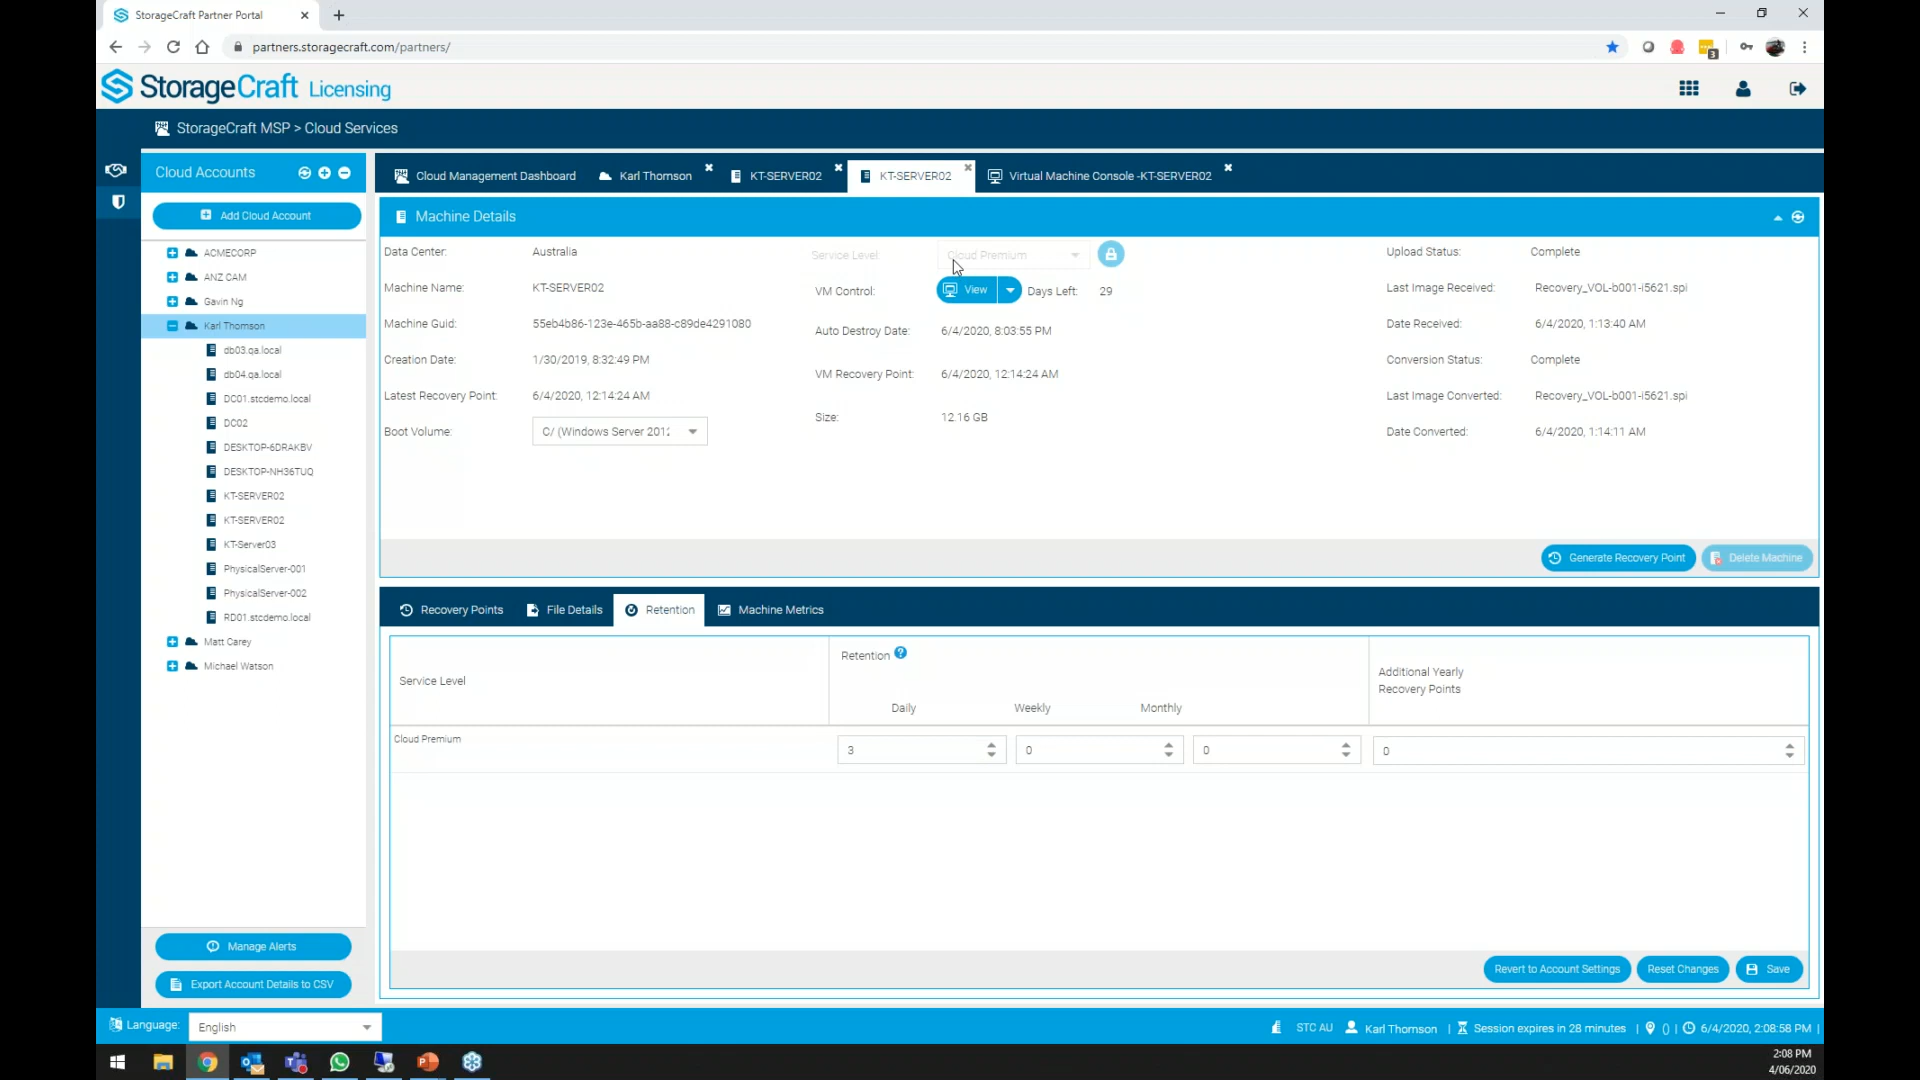 StorageCraft Partner Portal
partners.storagecraft.com/partners/
3
StorageCraft Licensing
StorageCraft MSP > Cloud Services
Cloud Accounts
Add Cloud Account
ACMECORP
ANZ CAM
Gavin Ng
Karl Thomson
db03.qa.local
db04.qa.local
DC01.stcdemo.local
DC02
DESKTOP-6DRAKBV
DESKTOP-NH36TUQ
KT-SERVER02
KT-SERVER02
KT-Server03
PhysicalServer-001
PhysicalServer-002
RD01.stcdemo.local
Matt Carey
Michael Watson
Manage Alerts
Export Account Details to CSV
Cloud Management Dashboard
Karl Thomson
KT-SERVER02
KT-SERVER02
Virtual Machine Console -KT-SERVER02
Machine Details
Data Center: Australia
Machine Name: KT-SERVER02
Machine Guid: 55eb4b86-123e-465b-aa88-c89de4291080
Creation Date: 1/30/2019, 8:32:49 PM
Latest Recovery Point: 6/4/2020, 12:14:24 AM
Boot Volume: C:/ (Windows Server 2012
Service Level: Cloud Premium
VM Control: View Days Left: 29
Auto Destroy Date: 6/4/2020, 8:03:55 PM
VM Recovery Point: 6/4/2020, 12:14:24 AM
Size: 12.16 GB
Upload Status: Complete
Last Image Received: Recovery_VOL-b001-i5621.spi
Date Received: 6/4/2020, 1:13:40 AM
Conversion Status: Complete
Last Image Converted: Recovery_VOL-b001-i5621.spi
Date Converted: 6/4/2020, 1:14:11 AM
Generate Recovery Point
Delete Machine
Recovery Points
File Details
Retention
Machine Metrics
Service Level
Retention ?
Daily Weekly Monthly
Additional Yearly
Recovery Points
Cloud Premium 3 0 0 0
Revert to Account Settings
Reset Changes
Save
Language: English
STC AU
Karl Thomson
| Session expires in 28 minutes | () | 6/4/2020, 2:08:58 PM |
2:08 PM
4/06/2020